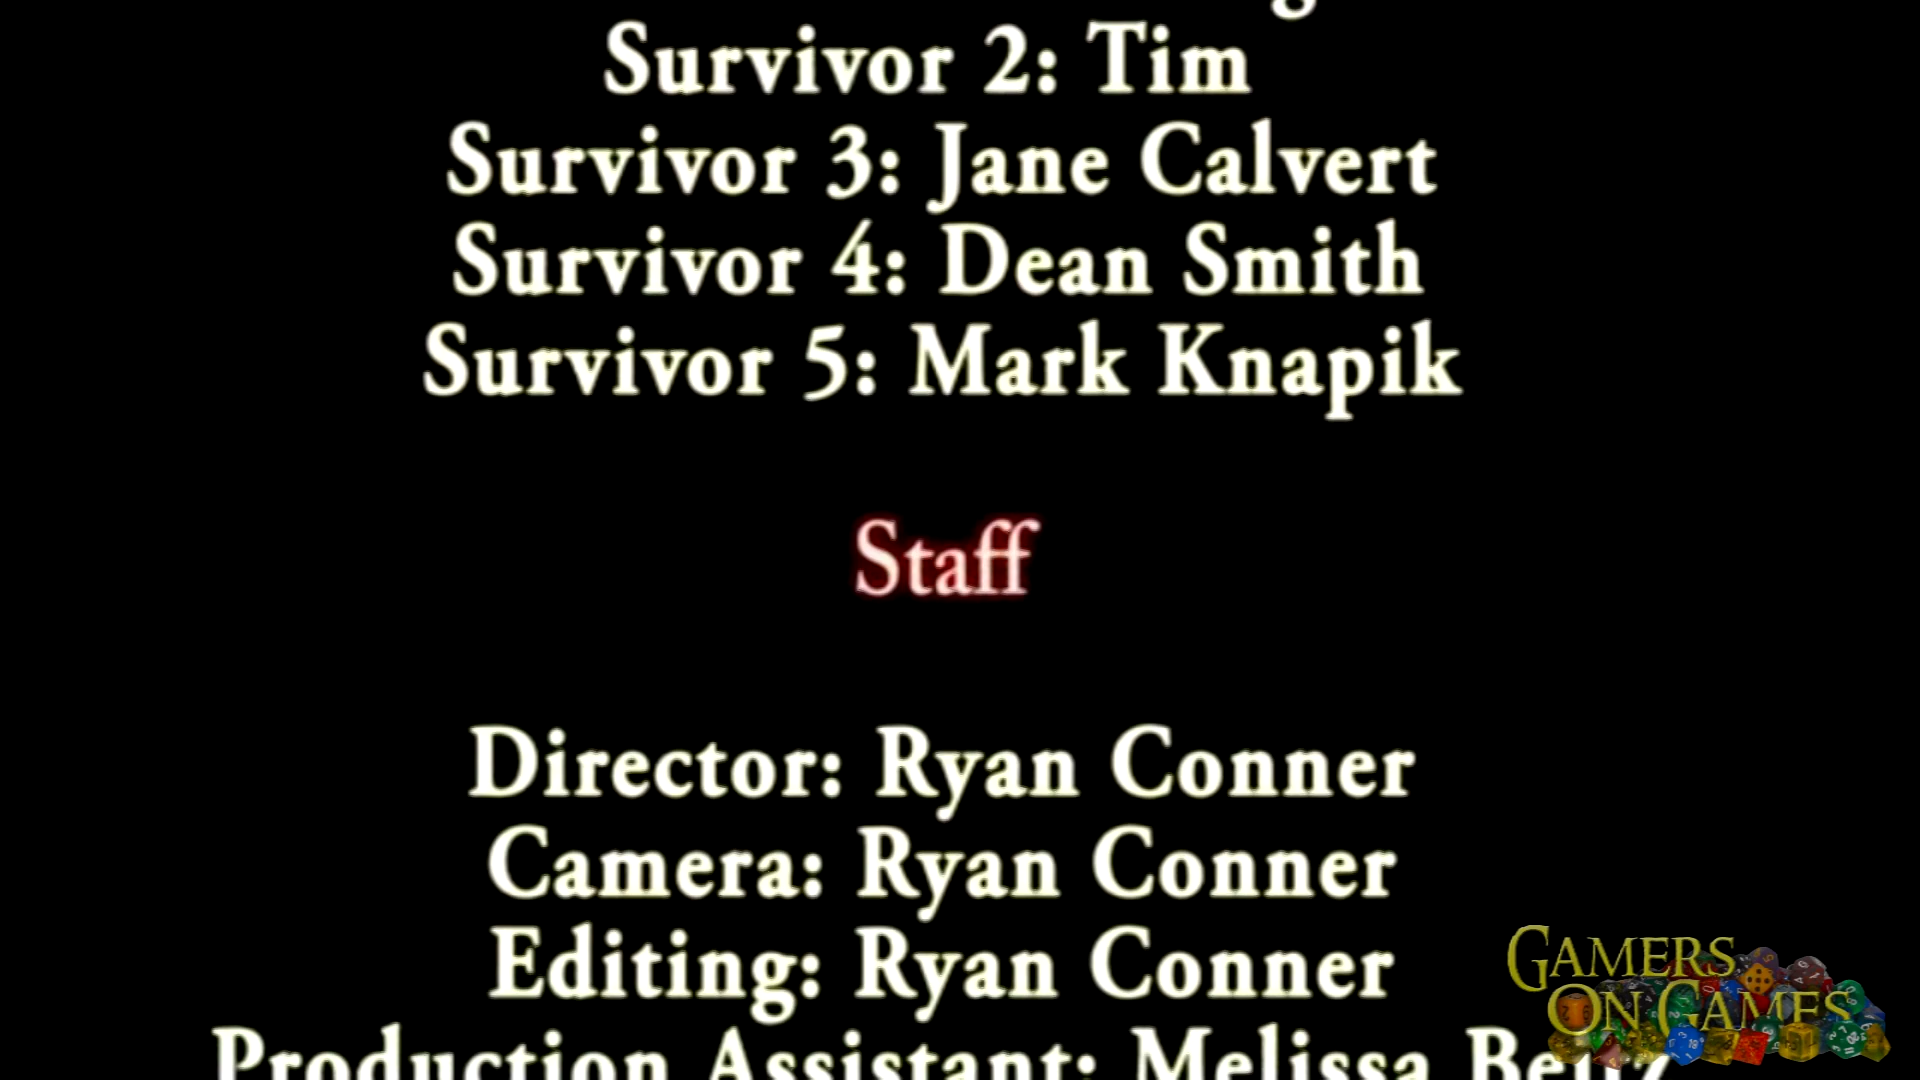 Survivor 2: Tim
Survivor 3: Jane Calvert
Survivor 4: Dean Smith
Survivor 5: Mark Knapik
Staff
Director: Ryan Conner
Camera: Ryan Conner
Editing: Ryan Conner
Production Assistant: Melissa
GAMERS
ON GAMES